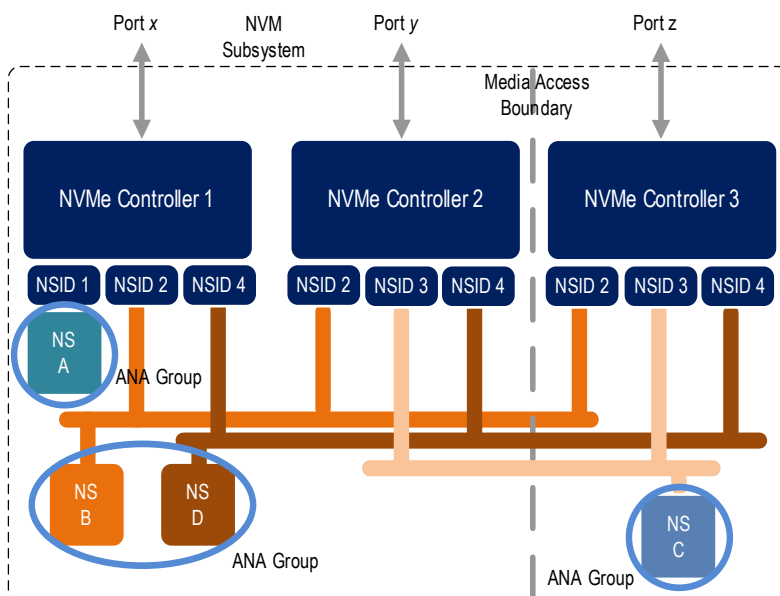 Port x
NVM
Subsystem
Port y
Port z
Media Access
Boundary
NVMe Controller 1
NVMe Controller 2
NVMe Controller 3
NSID 1
NSID 2
NSID 4
NSID 2
NSID 3
NSID 4
NSID 2
NSID 3
NSID 4
NS
A
ANA Group
NS
B
NS
D
NS
C
ANA Group
ANA Group